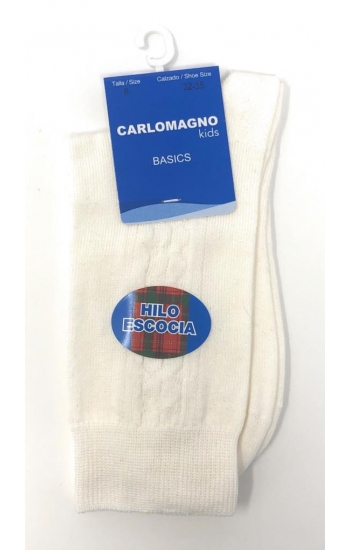 Talla / Size
Calzado / Shoe Size
CARLOMAGNO
kids
BASICS
HILO
ESCOCIA